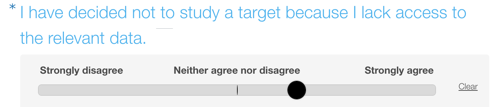 * I have decided not to study a target because I lack access to
the relevant data.
Strongly disagree Neither agree nor disagree Strongly agree
Clear